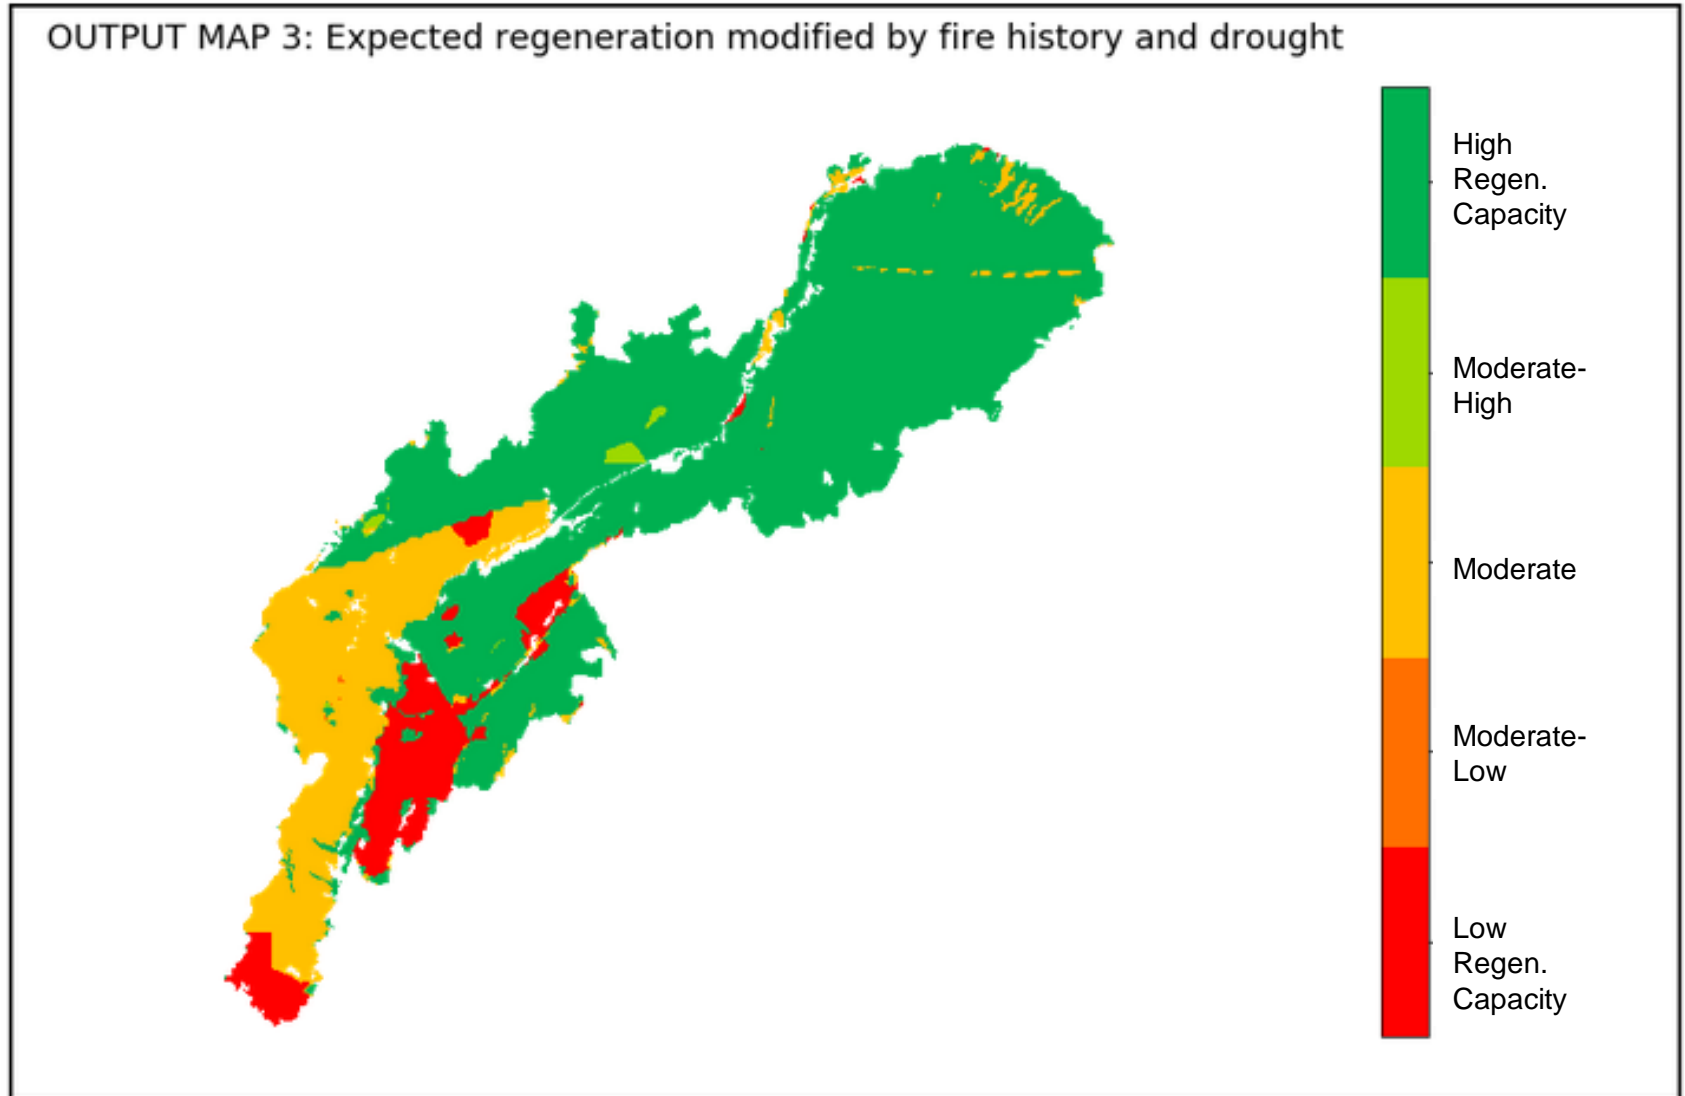 OUTPUT MAP 3: Expected regeneration modified by fire history and drought
High
Regen.
Capacity
Moderate-
High
Moderate
Moderate-
Low
Low
Regen.
Capacity